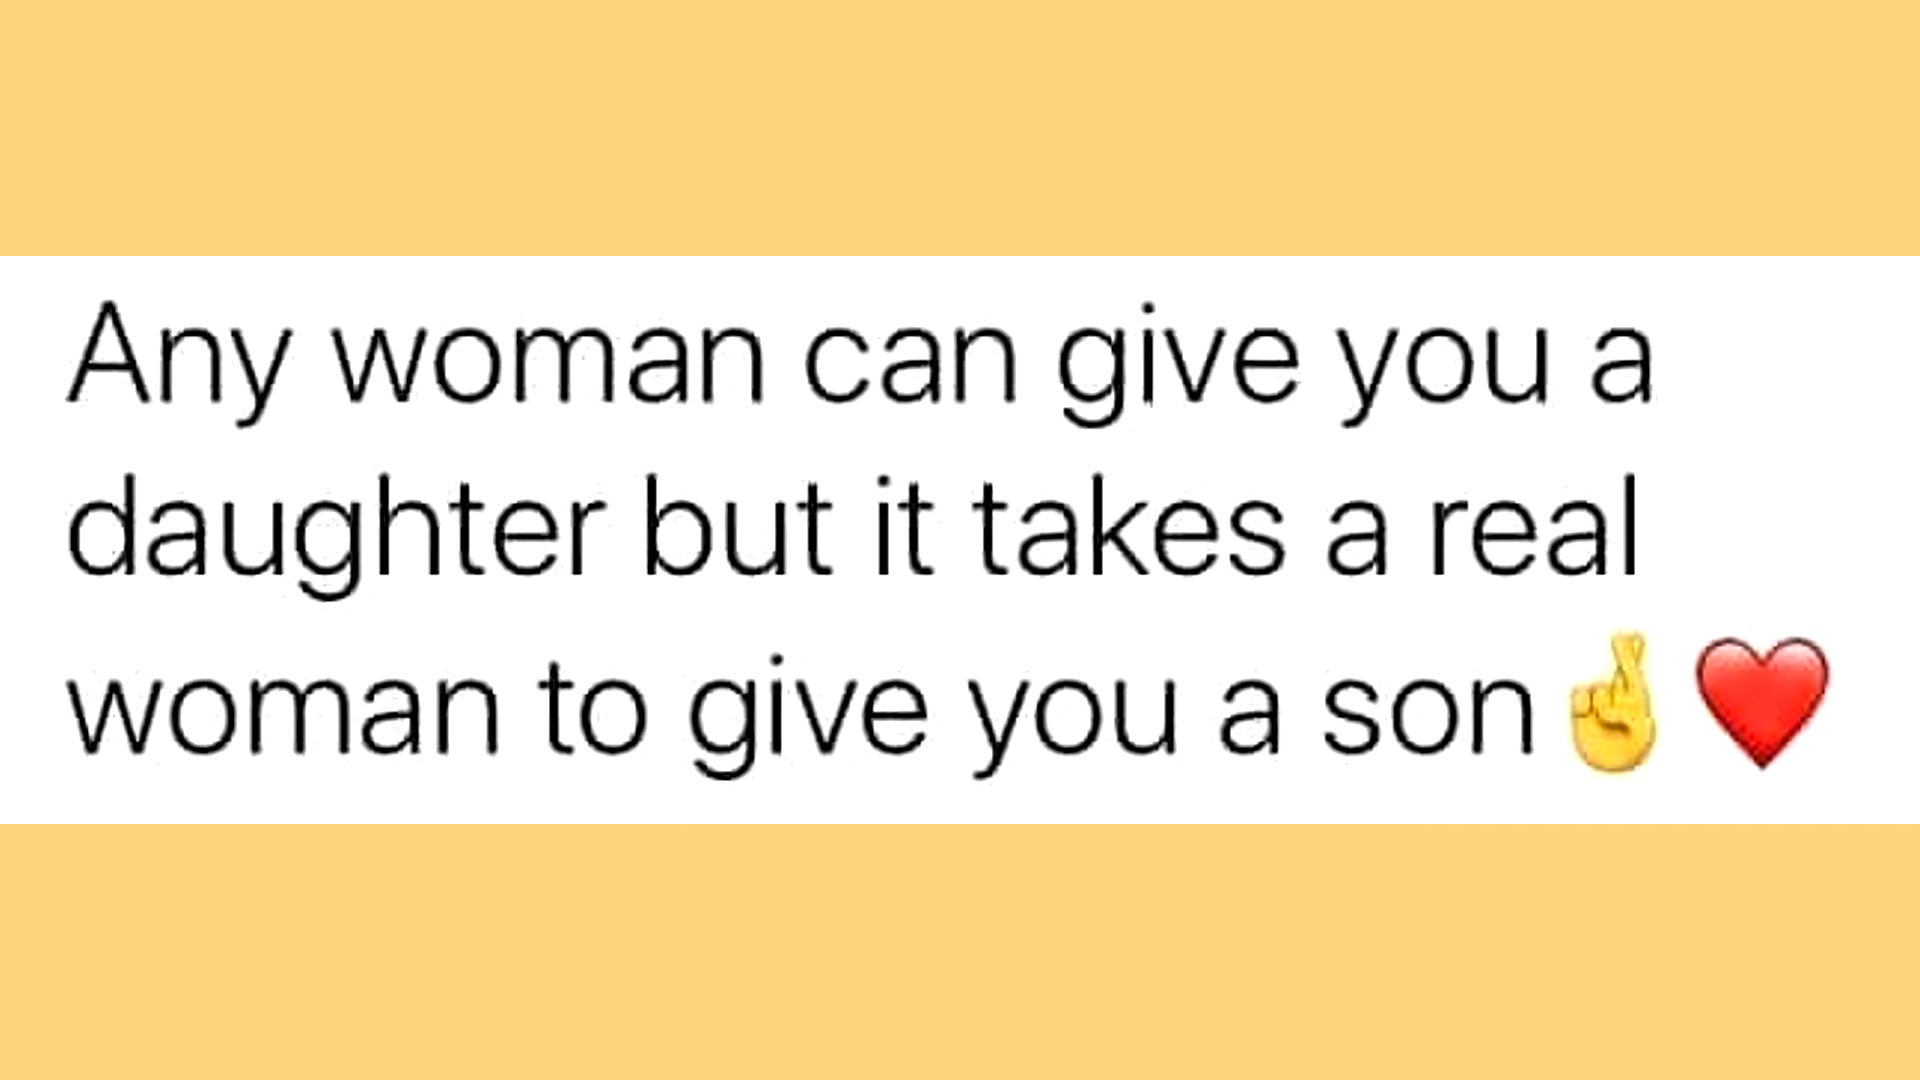 Any woman can give you a
daughter but it takes a real
woman to give you a son🤞❤️